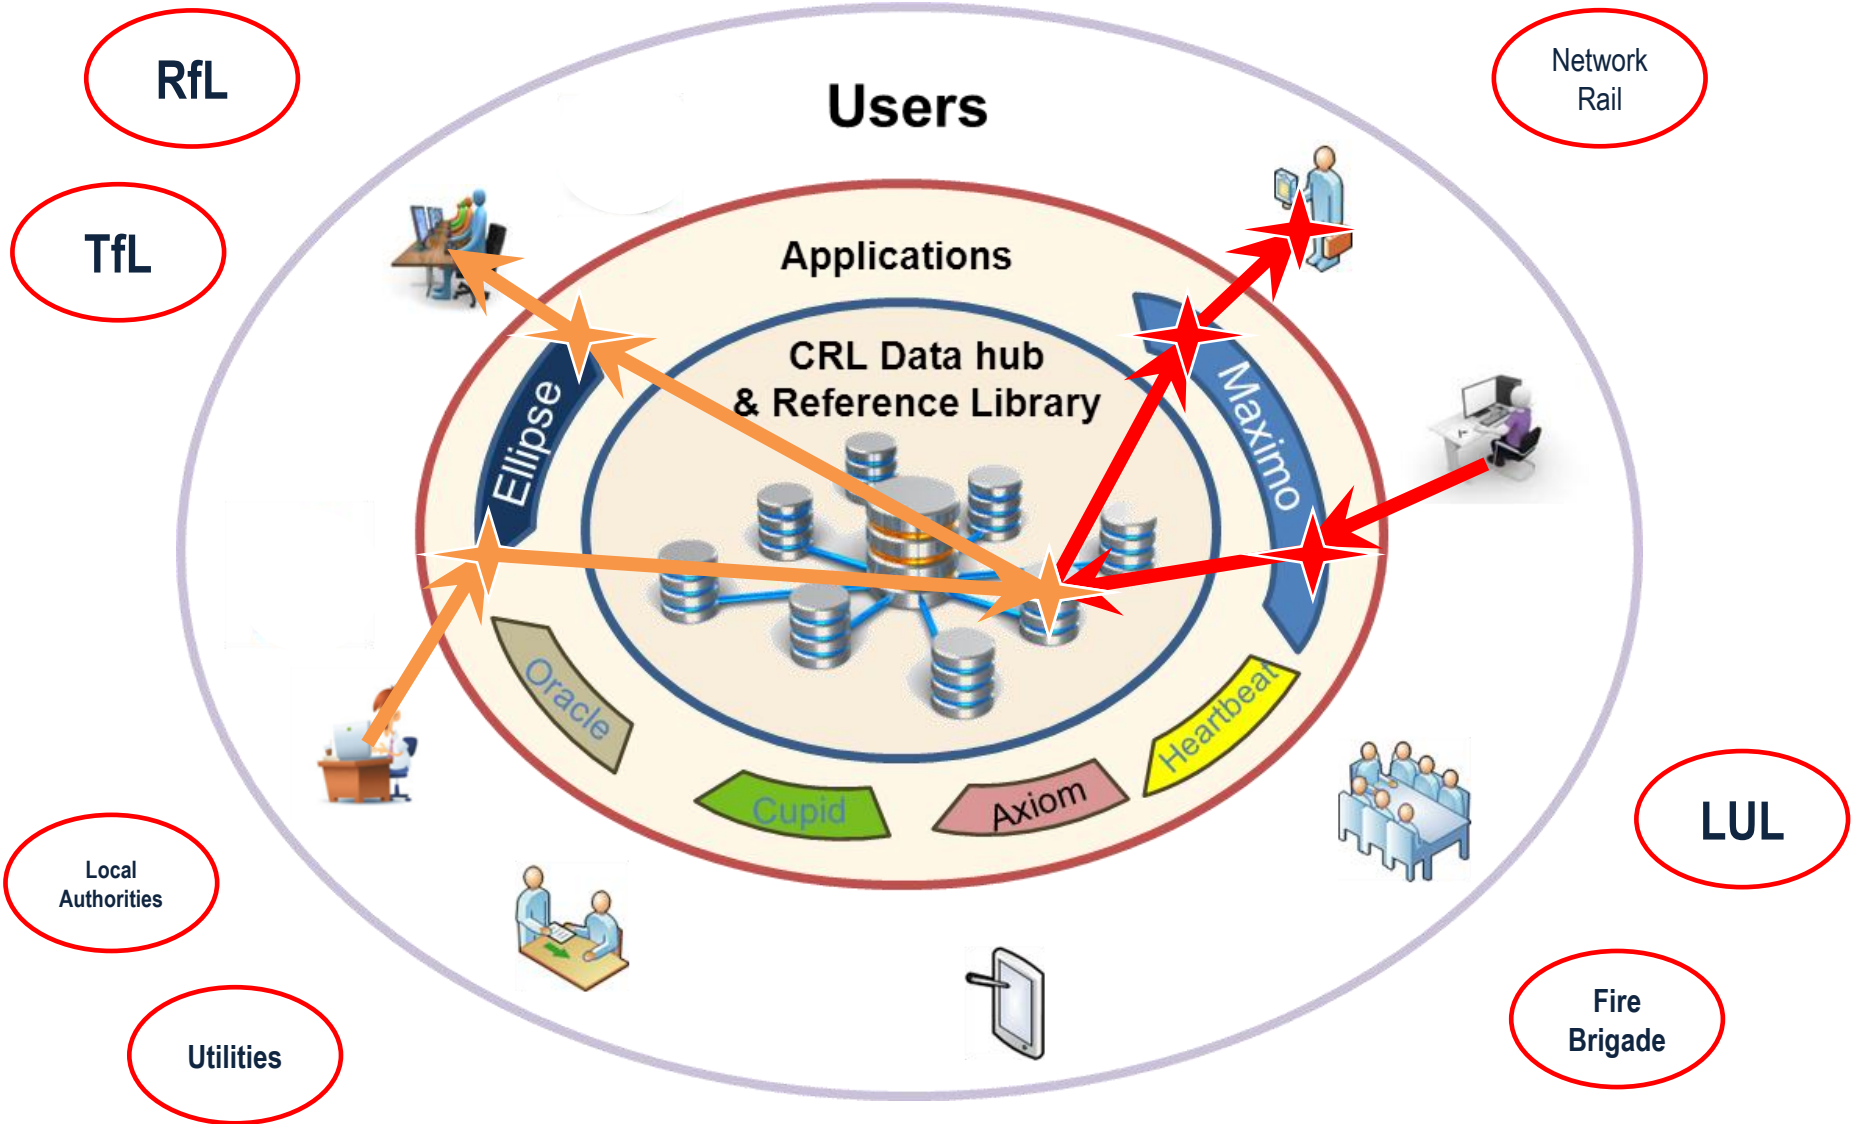 RfL
Network
Rail
Users
TfL
Applications
CRL Data hub
& Reference Library
Ellipse
Maximo
Oracle
Heartbeat
Cupid
Axiom
LUL
Local
Authorities
Fire
Brigade
Utilities